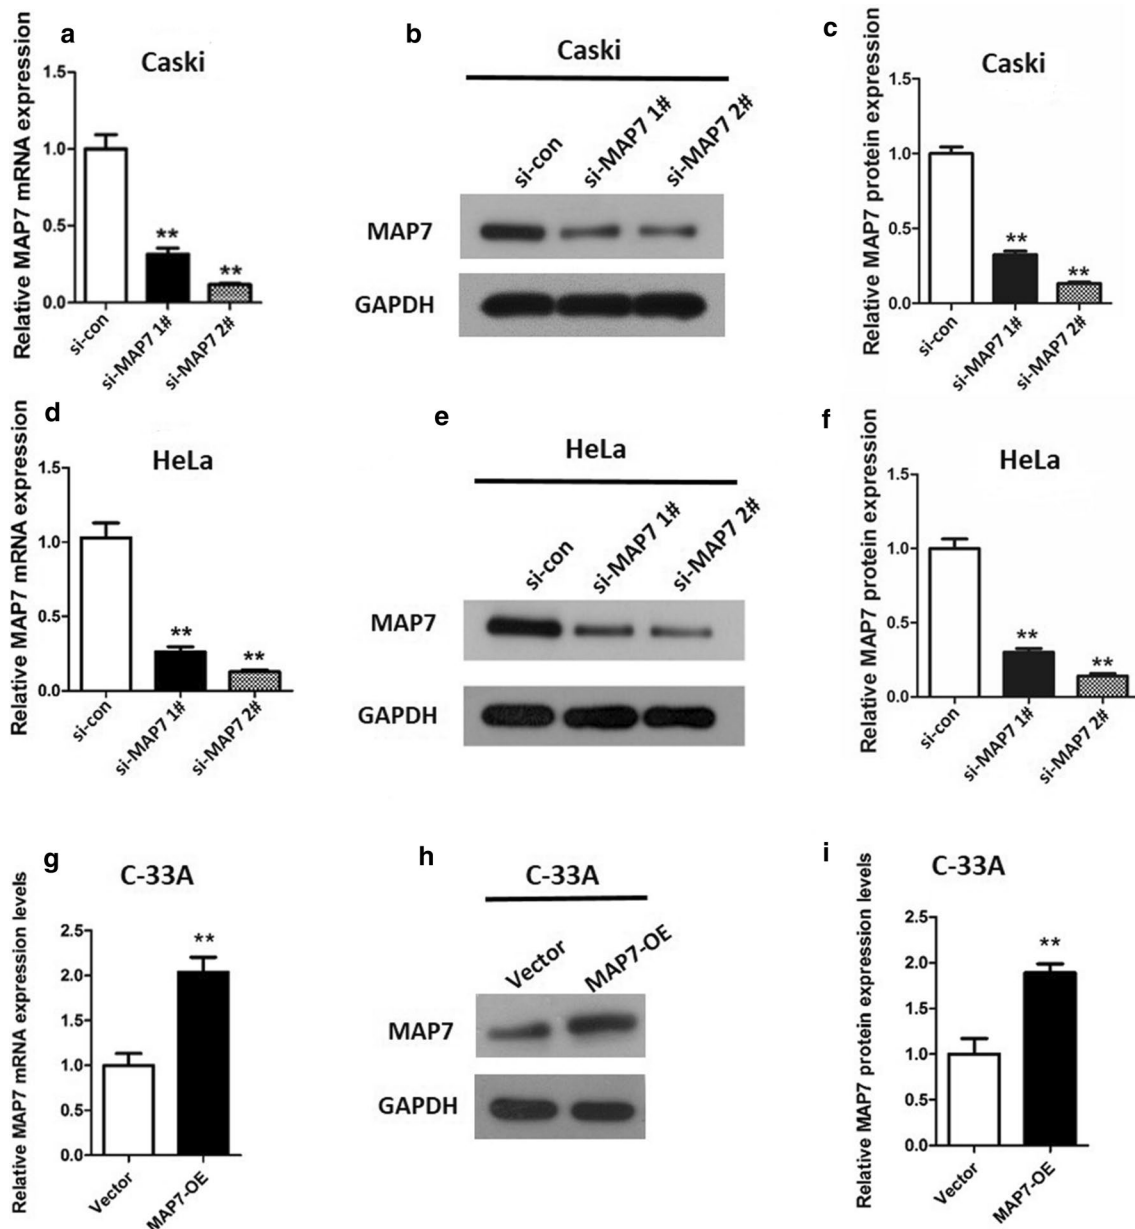 a
Caski
Relative MAP7 mRNA expression
1.5
1.0
0.5
0.0
**
**
si-con
si-MAP7 1#
si-MAP7 2#
b
Caski
si-con
si-MAP7 1#
si-MAP7 2#
MAP7
GAPDH
c
Caski
Relative MAP7 protein expression
1.5
1.0
0.5
0.0
**
**
si-con
si-MAP7 1#
si-MAP7 2#
d
HeLa
Relative MAP7 mRNA expression
1.5
1.0
0.5
0.0
**
**
si-con
si-MAP7 1#
si-MAP7 2#
e
HeLa
si-con
si-MAP7 1#
si-MAP7 2#
MAP7
GAPDH
f
HeLa
Relative MAP7 protein expression
1.5
1.0
0.5
0.0
**
**
si-con
si-MAP7 1#
si-MAP7 2#
g
C-33A
Relative MAP7 mRNA expression levels
2.5
2.0
1.5
1.0
0.5
0.0
**
Vector
MAP7-OE
h
C-33A
Vector
MAP7-OE
MAP7
GAPDH
i
C-33A
Relative MAP7 protein expression levels
2.5
2.0
1.5
1.0
0.5
0.0
**
Vector
MAP7-OE